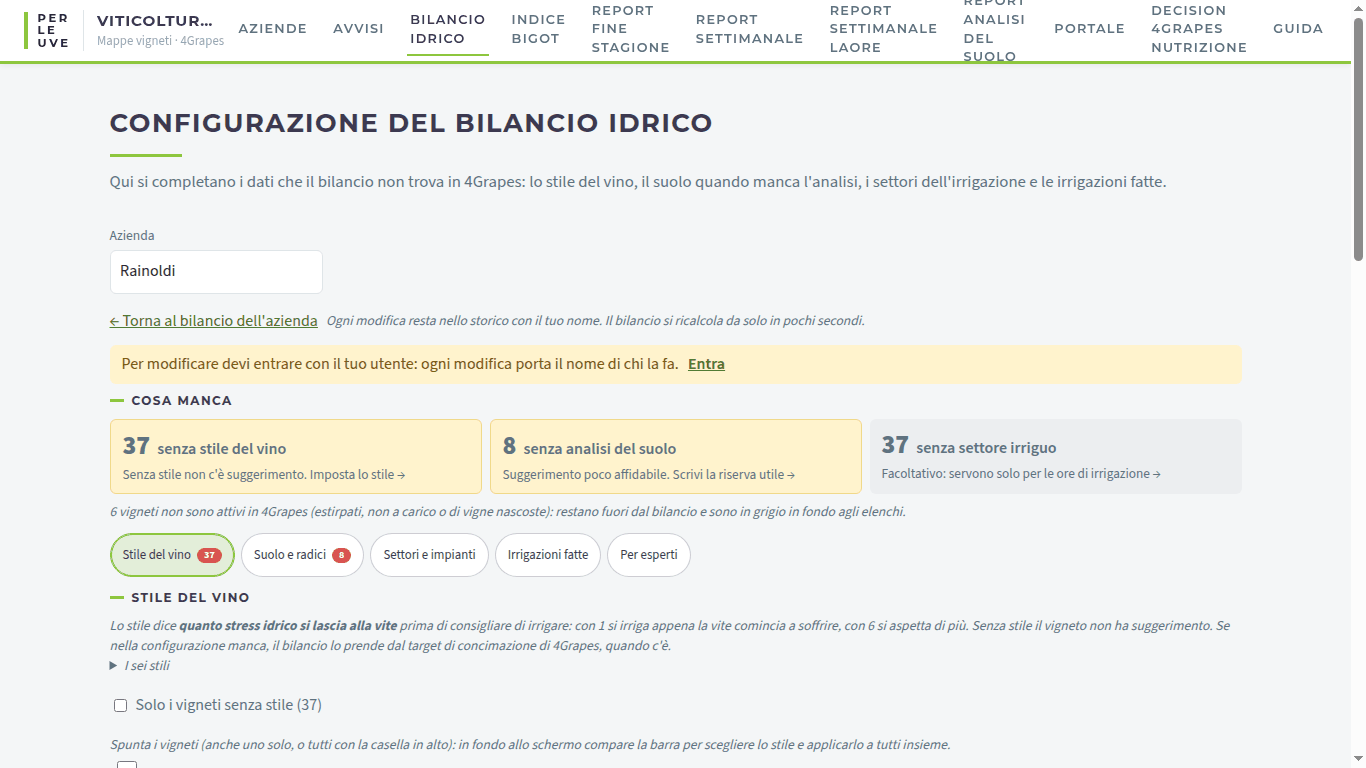 PER
LE
UVE
VITICOLTUR...
Mappe vigneti · 4Grapes
AZIENDE
AVVISI
BILANCIO
IDRICO
INDICE
BIGOT
REPORT
FINE
STAGIONE
REPORT
SETTIMANALE
REPORT
SETTIMANALE
LAORE
REPORT
ANALISI
DEL
SUOLO
PORTALE
DECISION
4GRAPES
NUTRIZIONE
GUIDA
CONFIGURAZIONE DEL BILANCIO IDRICO
Qui si completano i dati che il bilancio non trova in 4Grapes: lo stile del vino, il suolo quando manca l'analisi, i settori dell'irrigazione e le irrigazioni fatte.
Azienda
Rainoldi
← Torna al bilancio dell'azienda Ogni modifica resta nello storico con il tuo nome. Il bilancio si ricalcola da solo in pochi secondi.
Per modificare devi entrare con il tuo utente: ogni modifica porta il nome di chi la fa. Entra
COSA MANCA
37 senza stile del vino
Senza stile non c'è suggerimento. Imposta lo stile →
8 senza analisi del suolo
Suggerimento poco affidabile. Scrivi la riserva utile →
37 senza settore irriguo
Facoltativo: servono solo per le ore di irrigazione →
6 vigneti non sono attivi in 4Grapes (estirpati, non a carico o di vigne nascoste): restano fuori dal bilancio e sono in grigio in fondo agli elenchi.
Stile del vino 37
Suolo e radici 8
Settori e impianti
Irrigazioni fatte
Per esperti
STILE DEL VINO
Lo stile dice quanto stress idrico si lascia alla vite prima di consigliare di irrigare: con 1 si irriga appena la vite comincia a soffrire, con 6 si aspetta di più. Senza stile il vigneto non ha suggerimento. Se
nella configurazione manca, il bilancio lo prende dal target di concimazione di 4Grapes, quando c'è.
▶ I sei stili
Solo i vigneti senza stile (37)
Spunta i vigneti (anche uno solo, o tutti con la casella in alto): in fondo allo schermo compare la barra per scegliere lo stile e applicarlo a tutti insieme.